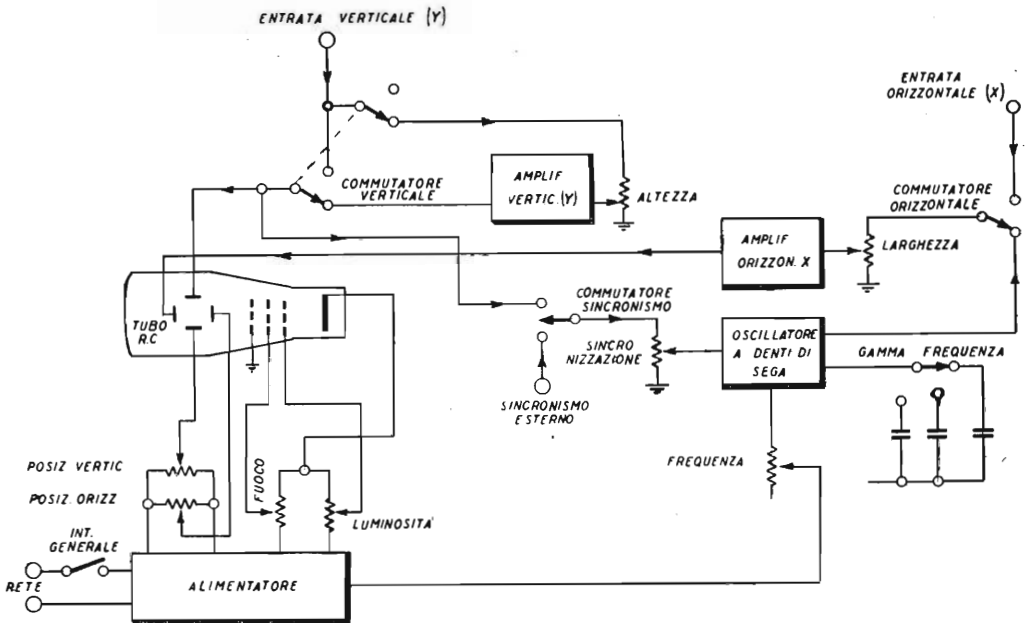 ENTRATA VERTICALE (Y)
ENTRATA
ORIZZONTALE (X)
COMMUTATORE
VERTICALE
AMPLIF
VERTIC. (Y)
ALTEZZA
COMMUTATORE
ORIZZONTALE
AMPLIF
ORIZZON. X
LARGHEZZA
TUBO
R.C
COMMUTATORE
SINCRONISMO
SINCRO
NIZZAZIONE
OSCILLATORE
A DENTI DI
SEGA
GAMMA
FREQUENZA
SINCRONISMO
ESTERNO
POSIZ VERTIC
POSIZ. ORIZZ
FUOCO
LUMINOSITA'
FREQUENZA
INT.
GENERALE
RETE
ALIMENTATORE